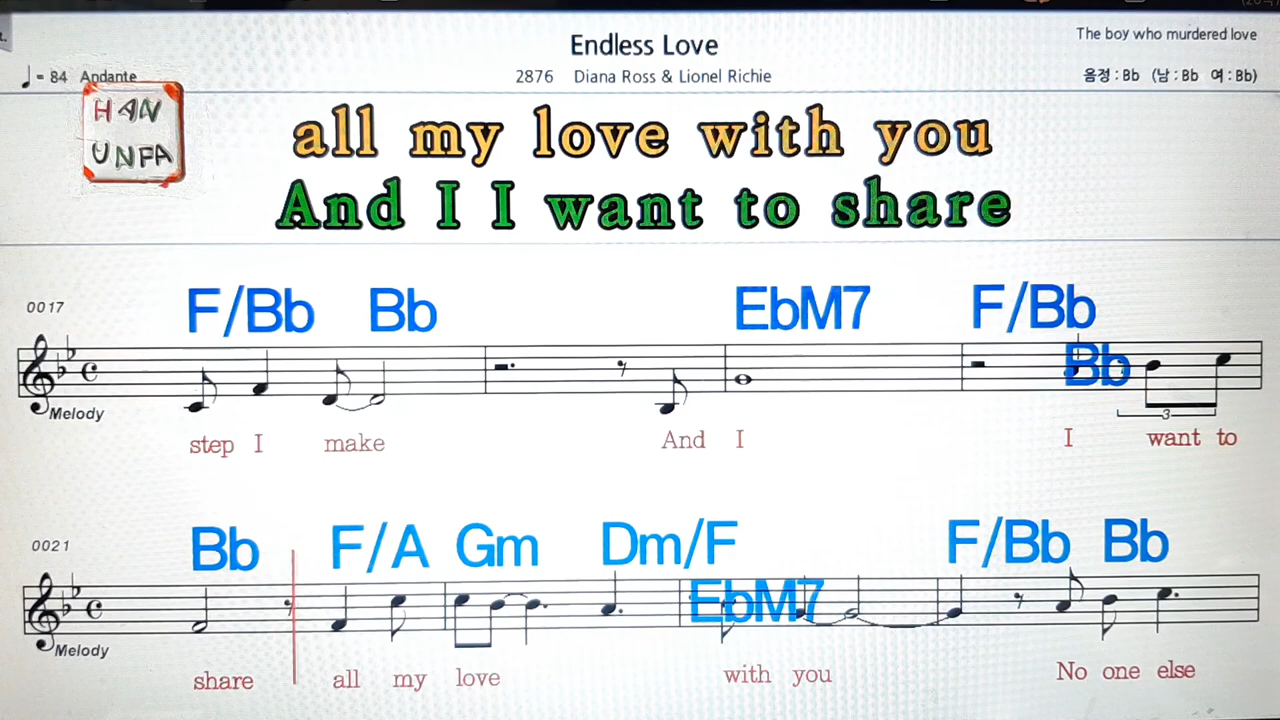 Endless Love
The boy who murdered love
♩ = 84 Andante
2876 Diana Ross & Lionel Richie
음정 : Bb (남 : Bb 여 : Bb)
HAN
UNFA
all my love with you
And I I want to share
0017
F/Bb Bb EbM7 F/Bb
Bb
Melody
3
step I make And I I want to
0021
Bb F/A Gm Dm/F F/Bb Bb
EbM7
Melody
share all my love with you No one else